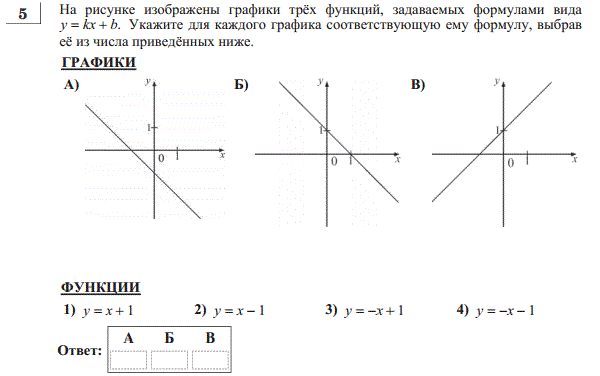 5
На рисунке изображены графики трёх функций, задаваемых формулами вида
y = kx + b. Укажите для каждого графика соответствующую ему формулу, выбрав
её из числа приведённых ниже.
ГРАФИКИ
А) Б) В)
y y y
1 1 1
0 1 x 0 1 x 0 1 x
ФУНКЦИИ
1) y = x + 1 2) y = x − 1 3) y = −x + 1 4) y = −x − 1
А Б В
Ответ: